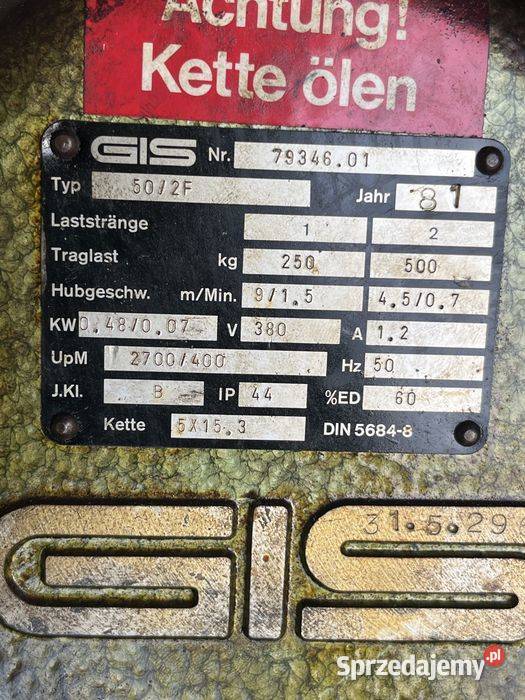 Achtung!
Kette ölen
GIS Nr. 79346.01
Typ 50/2F Jahr 81
Laststränge 1 2
Traglast kg 250 500
Hubgeschw. m/Min. 9/1.5 4.5/0.7
KW 0.48/0.07 V 380 A 1.2
UpM 2700/400 Hz 50
J.Kl. B IP 44 %ED 60
Kette 5X15.3 DIN 5684-8
31.5.29
GIS
Sprzedajemy.pl